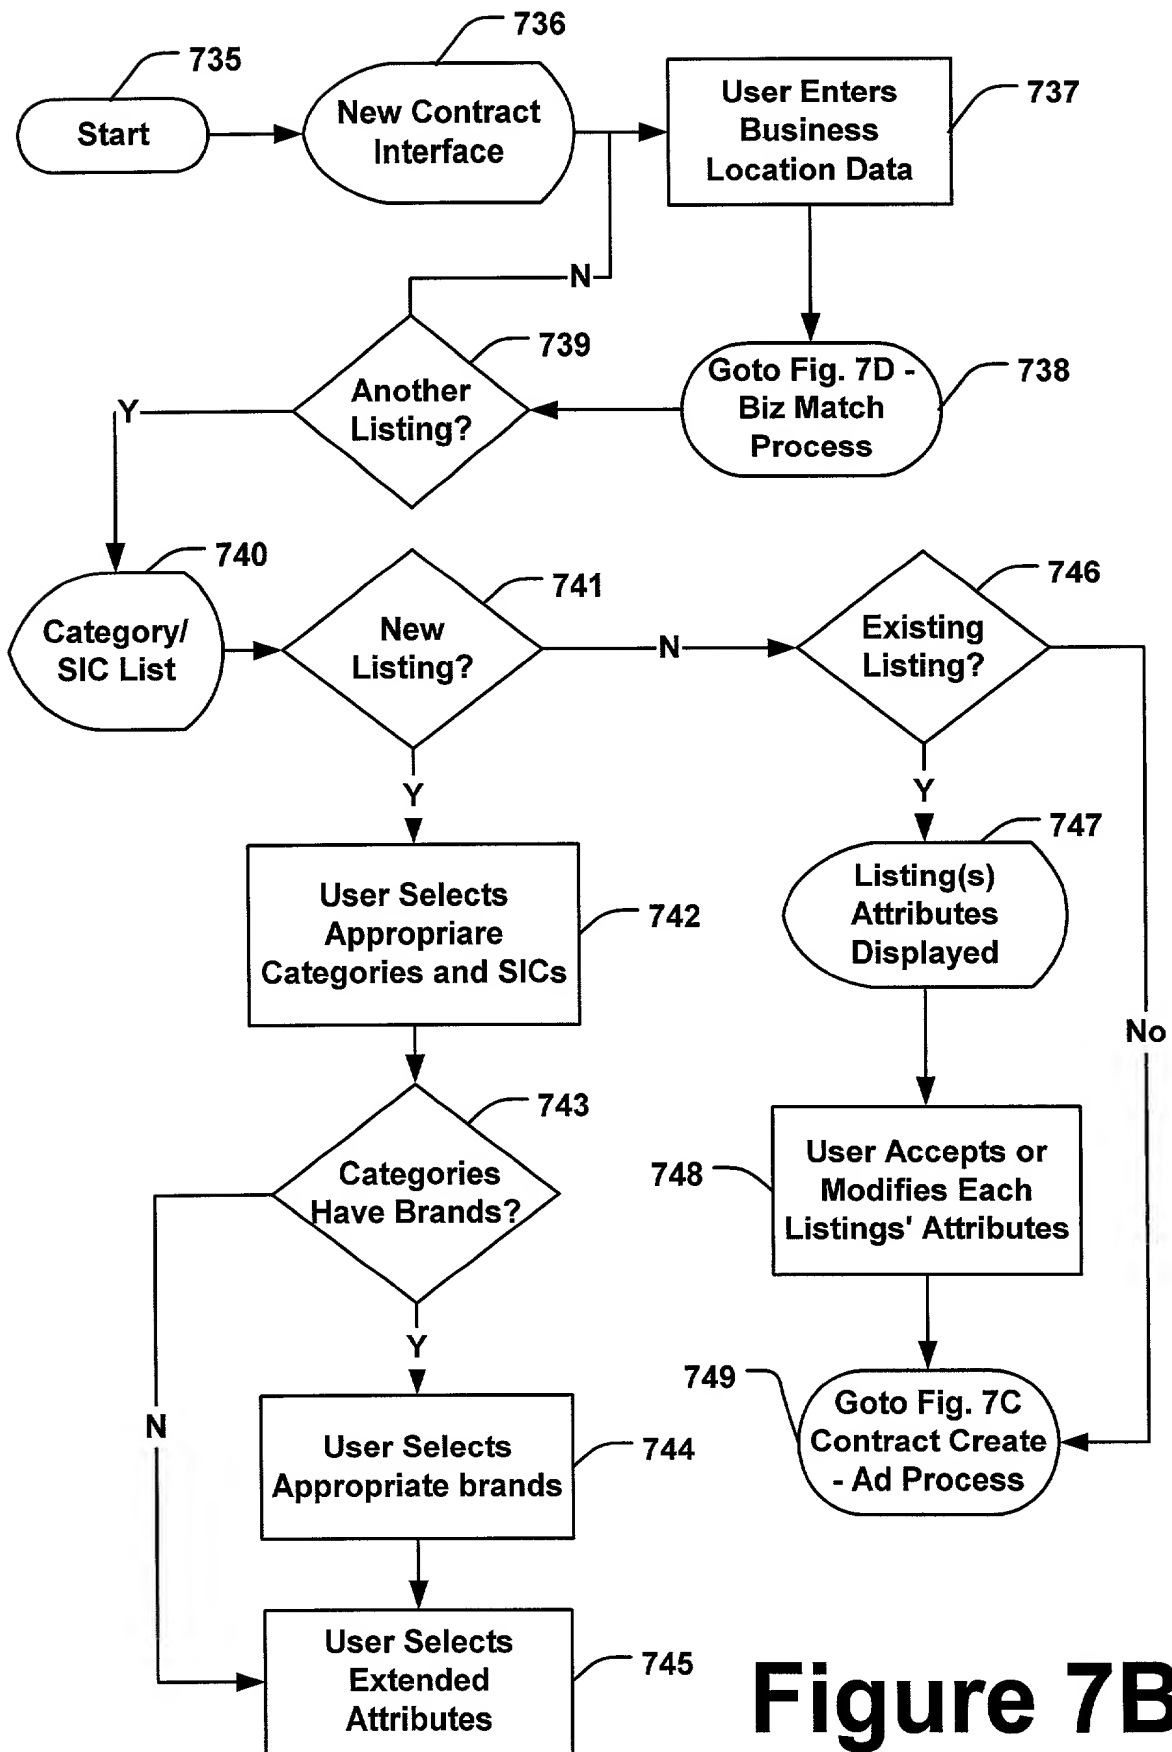 736
735
Start
New Contract
Interface
User Enters
Business
Location Data
737
N
739
Another
Listing?
Y
Goto Fig. 7D -
Biz Match
Process
738
740
Category/
SIC List
741
New
Listing?
N
746
Existing
Listing?
Y
Y
747
Listing(s)
Attributes
Displayed
User Selects
Appropriare
Categories and SICs
742
No
743
Categories
Have Brands?
748
User Accepts or
Modifies Each
Listings' Attributes
Y
749
Goto Fig. 7C
Contract Create
- Ad Process
N
User Selects
Appropriate brands
744
User Selects
Extended
Attributes
745
Figure 7B